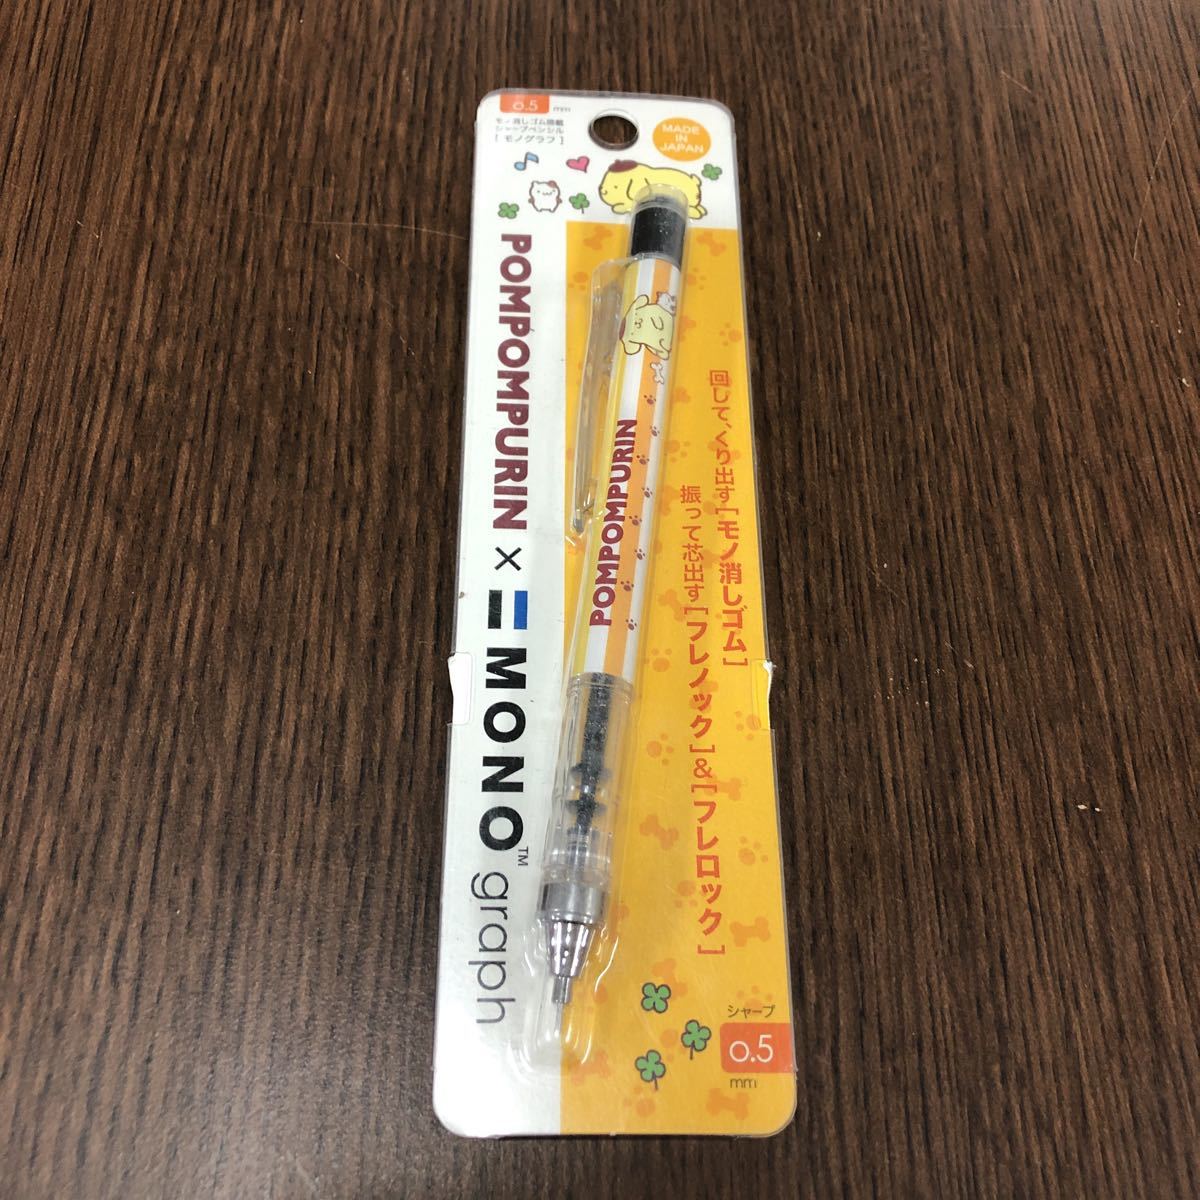 0.5 mm
モノ消しゴム搭載
シャープペンシル
[ モノグラフ ]
MADE
IN
JAPAN
POMPOMPURIN × MONO™ graph
POMPOMPURIN
回して、くり出す[モノ消しゴム]
振って芯出す[フレノック]&[フレロック]
シャープ
0.5
mm